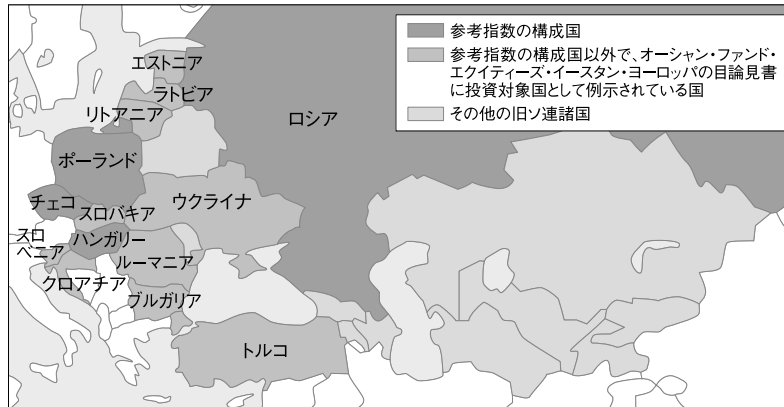 参考指数の構成国
参考指数の構成国以外で、オーシャン・ファンド・
エクイティーズ・イースタン・ヨーロッパの目論見書
に投資対象国として例示されている国
その他の旧ソ連諸国
エストニア
ラトビア
リトアニア
ロシア
ポーランド
チェコ
スロバキア
ウクライナ
スロ
ベニア
ハンガリー
ルーマニア
クロアチア
ブルガリア
トルコ